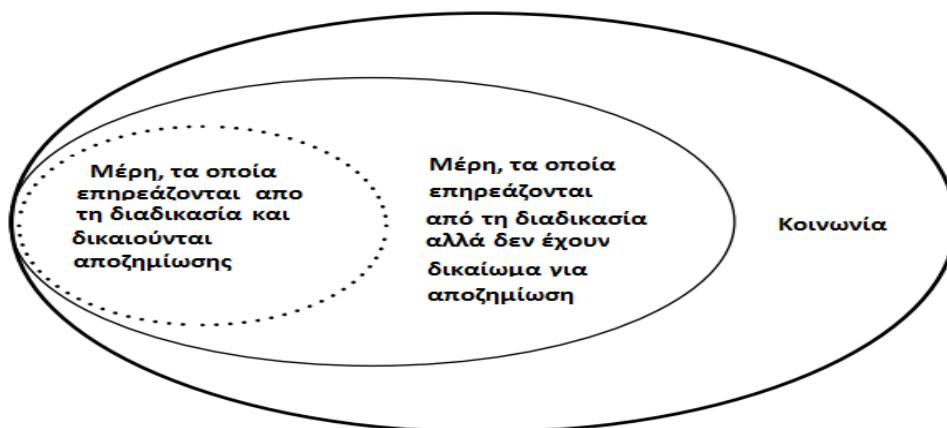 Μέρη, τα οποία
επηρεάζονται απο
τη διαδικασία και
δικαιούνται
αποζημίωσης
Μέρη, τα οποία
επηρεάζονται
από τη διαδικασία
αλλά δεν έχουν
δικαίωμα για
αποζημίωση
Κοινωνία